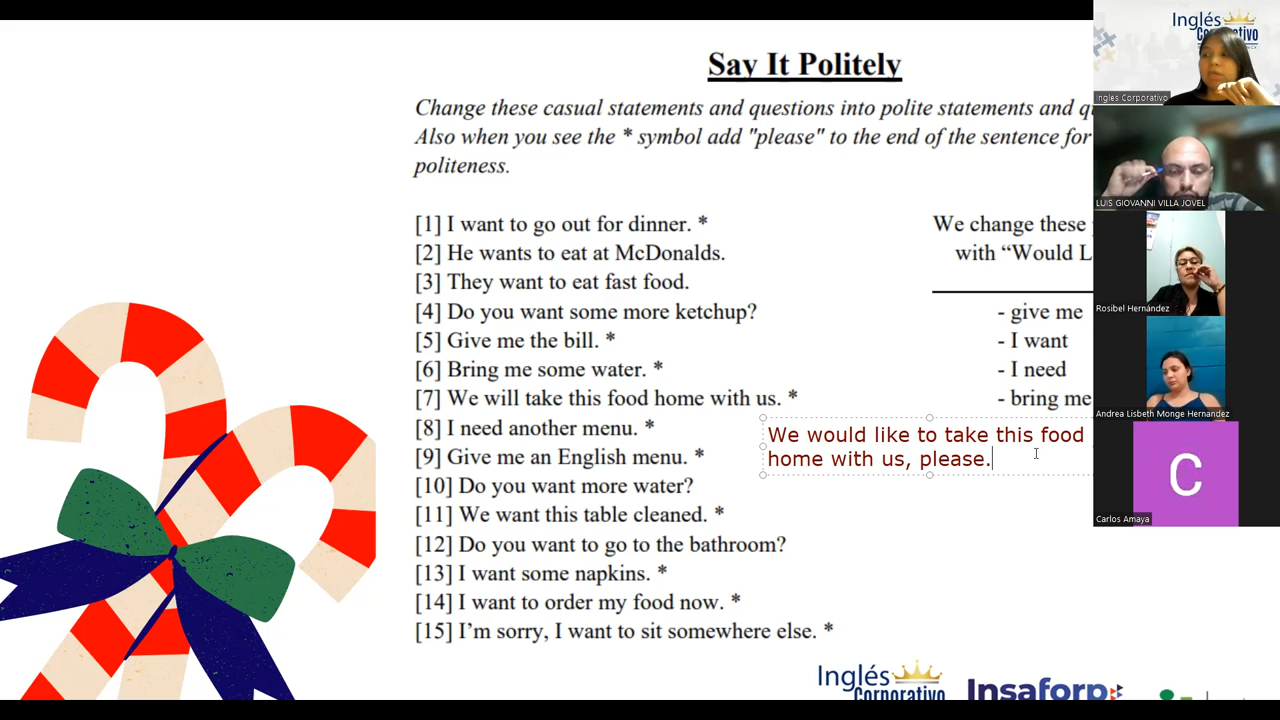 Say It Politely
Change these casual statements and questions into polite statements and qu
Also when you see the * symbol add "please" to the end of the sentence for
politeness.
[1] I want to go out for dinner. *
[2] He wants to eat at McDonalds.
[3] They want to eat fast food.
[4] Do you want some more ketchup?
[5] Give me the bill. *
[6] Bring me some water. *
[7] We will take this food home with us. *
[8] I need another menu. *
[9] Give me an English menu. *
[10] Do you want more water?
[11] We want this table cleaned. *
[12] Do you want to go to the bathroom?
[13] I want some napkins. *
[14] I want to order my food now. *
[15] I'm sorry, I want to sit somewhere else. *
We change these
with “Would L
- give me
- I want
- I need
- bring me
We would like to take this food
home with us, please.
Inglés
Corporativo
Insaforp
Inglés
Corporativo
Ingles Corporativo
LUIS GIOVANNI VILLA JOVEL
Rosibel Hernández
Andrea Lisbeth Monge Hernandez
C
Carlos Amaya